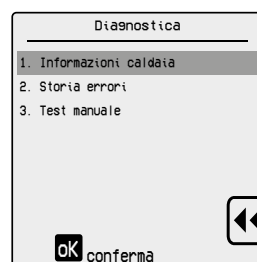 Diagnostica
1. Informazioni caldaia
2. Storia errori
3. Test manuale
OK conferma